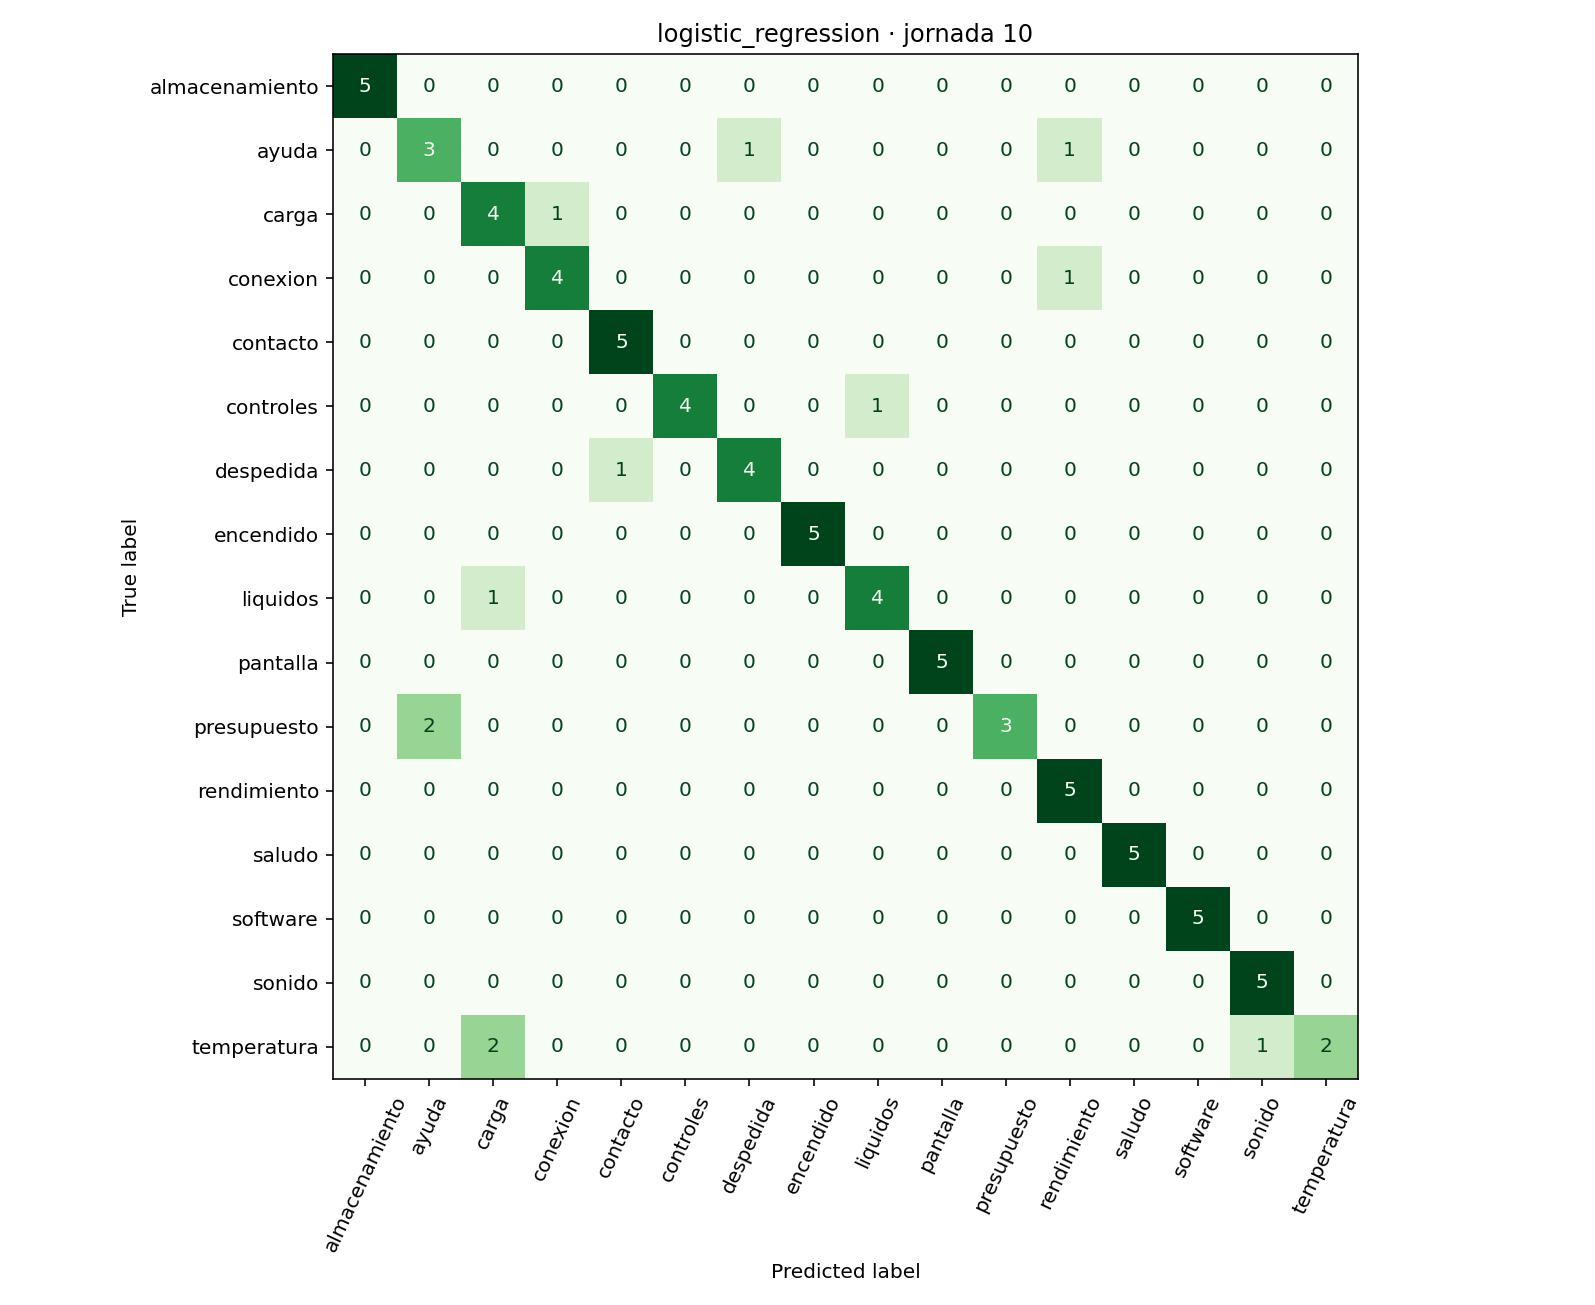 logistic_regression · jornada 10
True label
almacenamiento 5 0 0 0 0 0 0 0 0 0 0 0 0 0 0 0
ayuda 0 3 0 0 0 0 1 0 0 0 0 1 0 0 0 0
carga 0 0 4 1 0 0 0 0 0 0 0 0 0 0 0 0
conexion 0 0 0 4 0 0 0 0 0 0 0 1 0 0 0 0
contacto 0 0 0 0 5 0 0 0 0 0 0 0 0 0 0 0
controles 0 0 0 0 0 4 0 0 1 0 0 0 0 0 0 0
despedida 0 0 0 0 1 0 4 0 0 0 0 0 0 0 0 0
encendido 0 0 0 0 0 0 0 5 0 0 0 0 0 0 0 0
liquidos 0 0 1 0 0 0 0 0 4 0 0 0 0 0 0 0
pantalla 0 0 0 0 0 0 0 0 0 5 0 0 0 0 0 0
presupuesto 0 2 0 0 0 0 0 0 0 0 3 0 0 0 0 0
rendimiento 0 0 0 0 0 0 0 0 0 0 0 5 0 0 0 0
saludo 0 0 0 0 0 0 0 0 0 0 0 0 5 0 0 0
software 0 0 0 0 0 0 0 0 0 0 0 0 0 5 0 0
sonido 0 0 0 0 0 0 0 0 0 0 0 0 0 0 5 0
temperatura 0 0 2 0 0 0 0 0 0 0 0 0 0 0 1 2
almacenamiento ayuda carga conexion contacto controles despedida encendido liquidos pantalla presupuesto rendimiento saludo software sonido temperatura
Predicted label